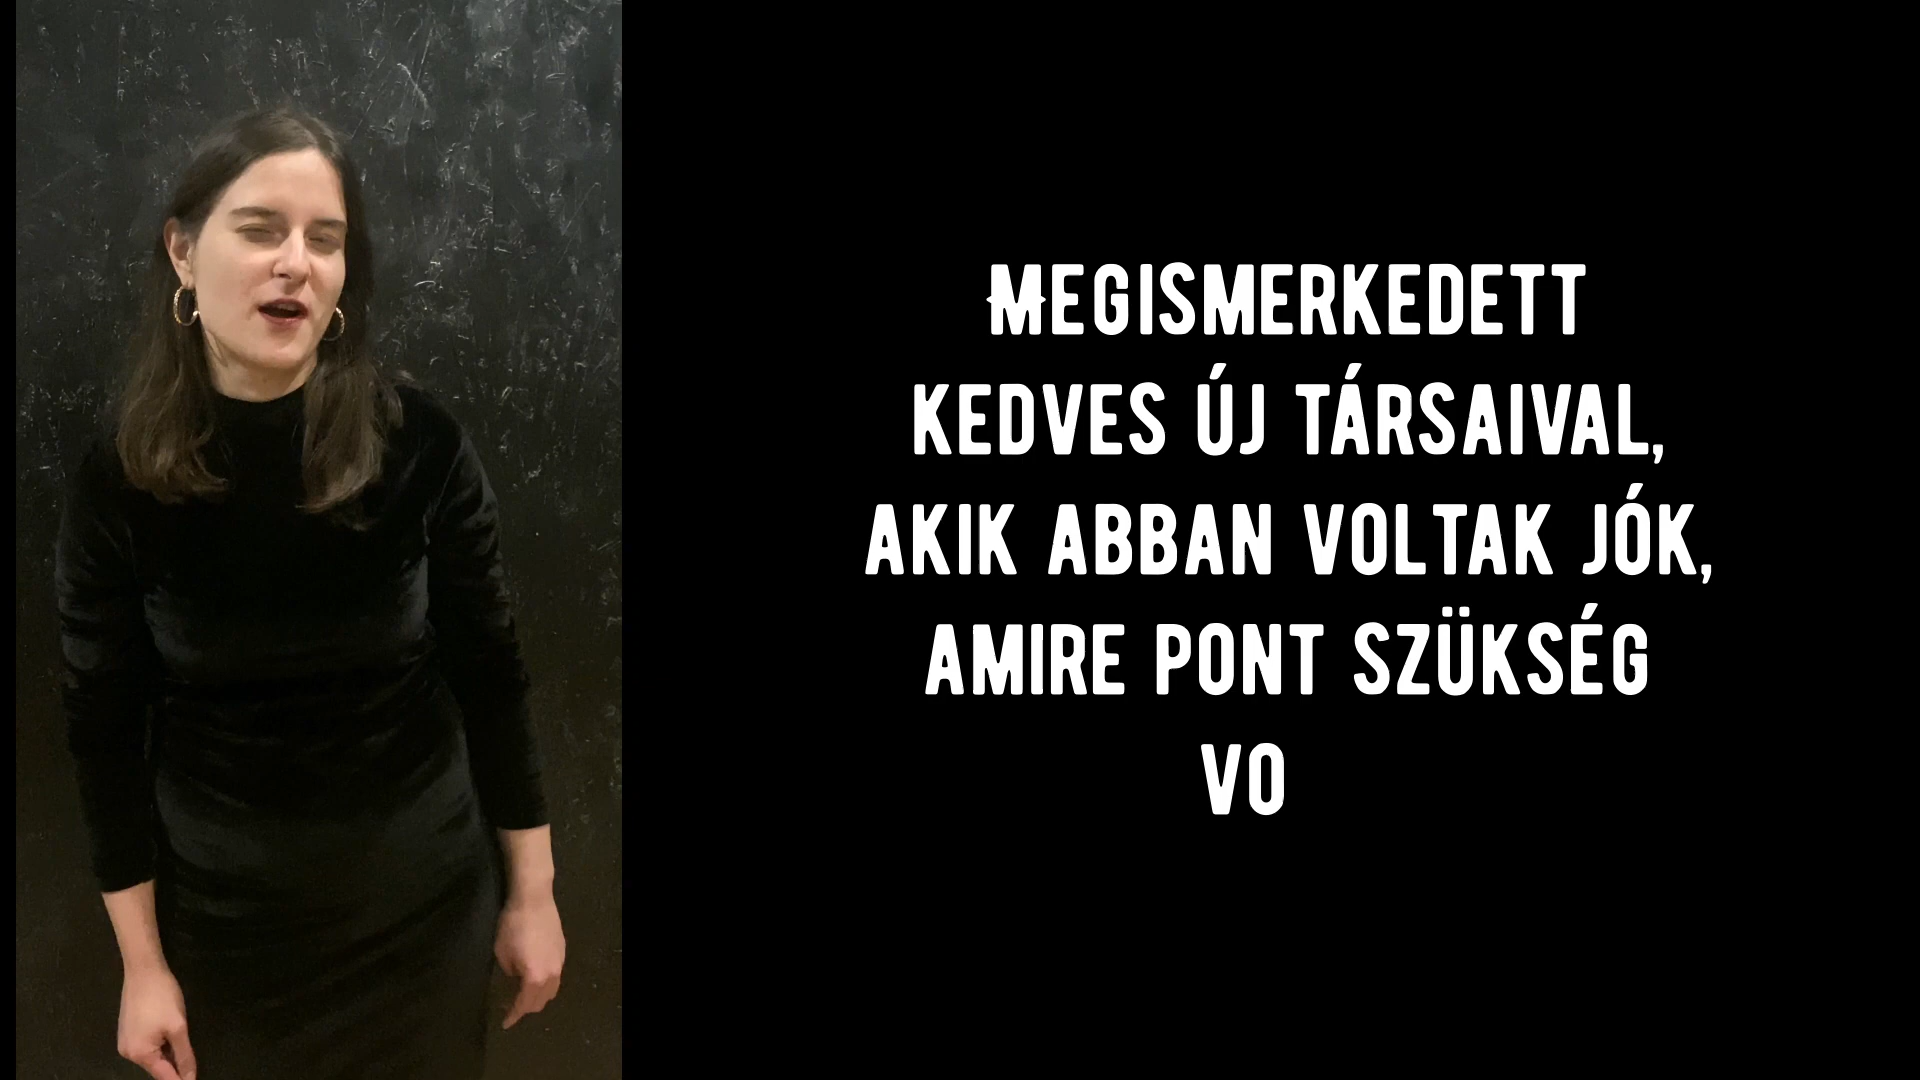 MEGISMERKEDETT
KEDVES ÚJ TÁRSAIVAL,
AKIK ABBAN VOLTAK JÓK,
AMIRE PONT SZÜKSÉG
VO